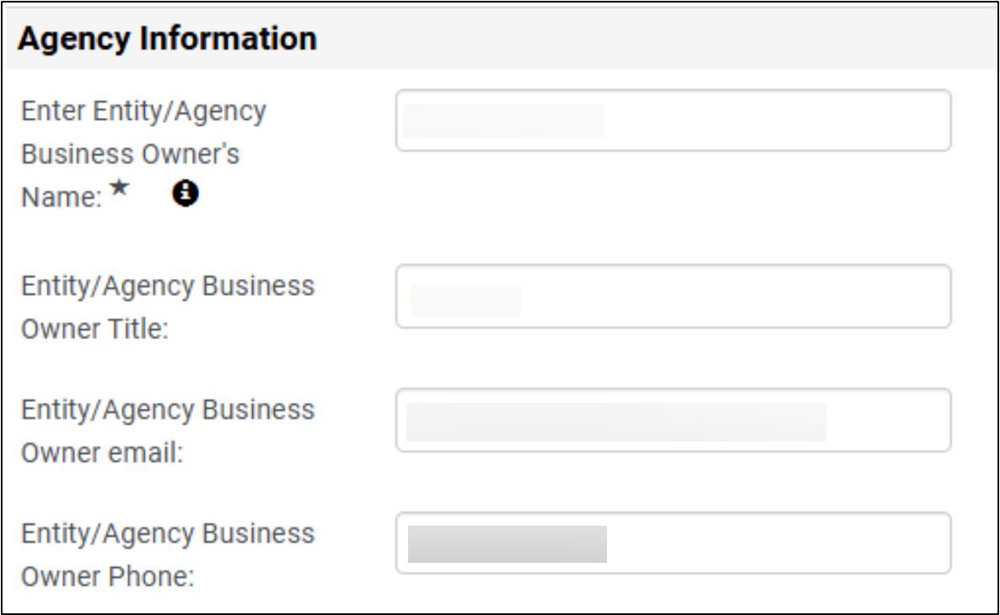 Agency Information
Enter Entity/Agency
Business Owner's
Name: ★
Entity/Agency Business
Owner Title:
Entity/Agency Business
Owner email:
Entity/Agency Business
Owner Phone: